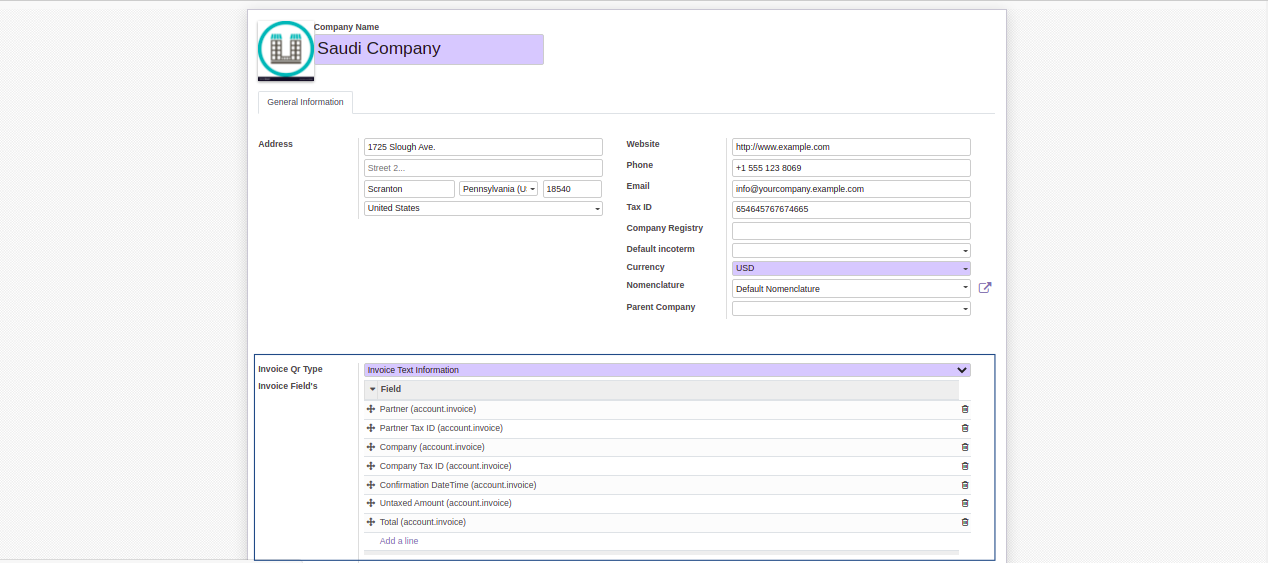 Company Name
Saudi Company
General Information
Address
1725 Slough Ave.
Street 2...
Scranton Pennsylvania (U 18540
United States
Website http://www.example.com
Phone +1 555 123 8069
Email info@yourcompany.example.com
Tax ID 654645767674665
Company Registry
Default incoterm
Currency USD
Nomenclature Default Nomenclature
Parent Company
Invoice Qr Type Invoice Text Information
Invoice Field's Field
Partner (account.invoice)
Partner Tax ID (account.invoice)
Company (account.invoice)
Company Tax ID (account.invoice)
Confirmation DateTime (account.invoice)
Untaxed Amount (account.invoice)
Total (account.invoice)
Add a line